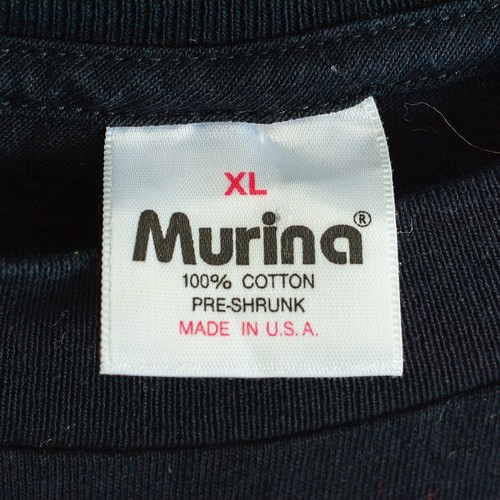 XL
Murina®
100% COTTON
PRE-SHRUNK
MADE IN U.S.A.